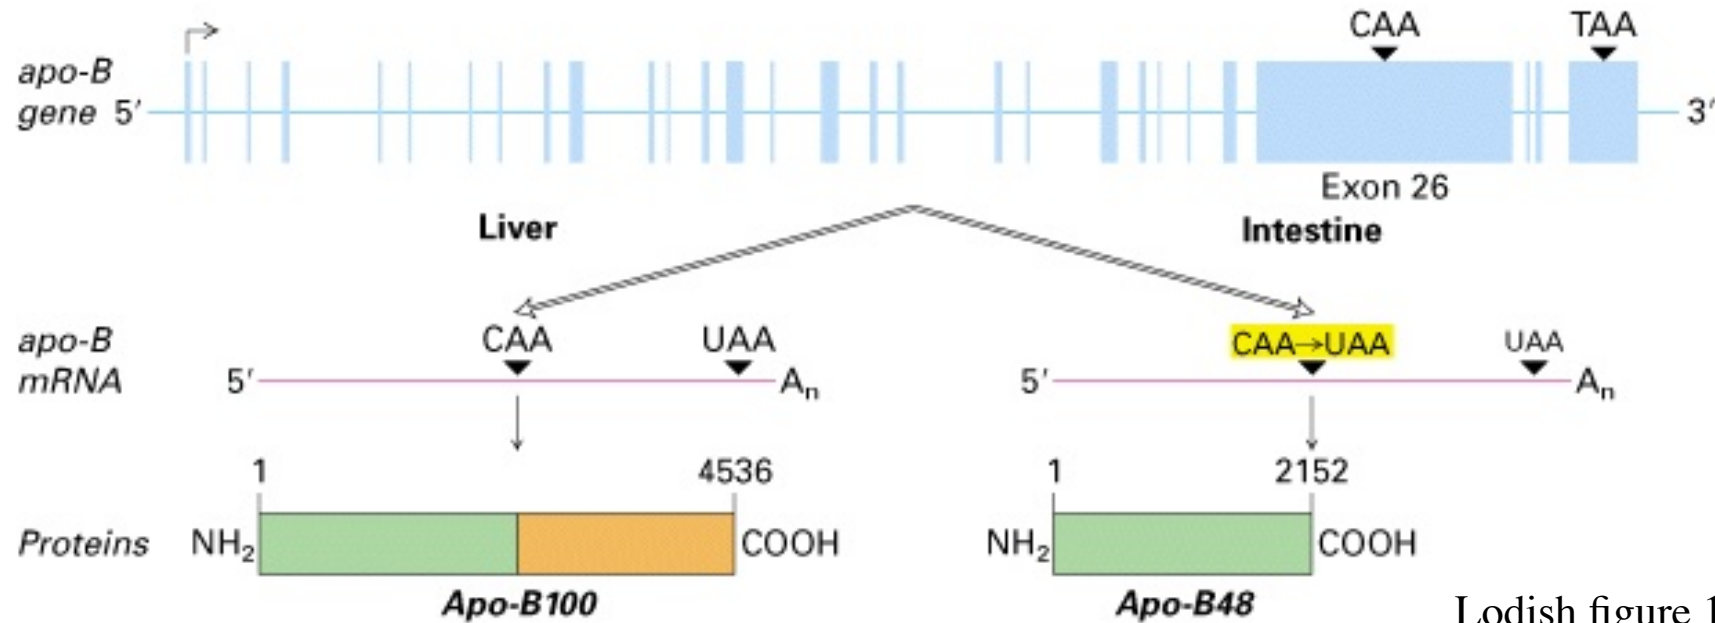 CAA TAA
apo-B
gene 5′ 3′
Exon 26
Liver Intestine
apo-B CAA UAA CAA→UAA UAA
mRNA 5′ Aₙ 5′ Aₙ
1 4536 1 2152
Proteins NH₂ COOH NH₂ COOH
Apo-B100 Apo-B48
Lodish figure 1